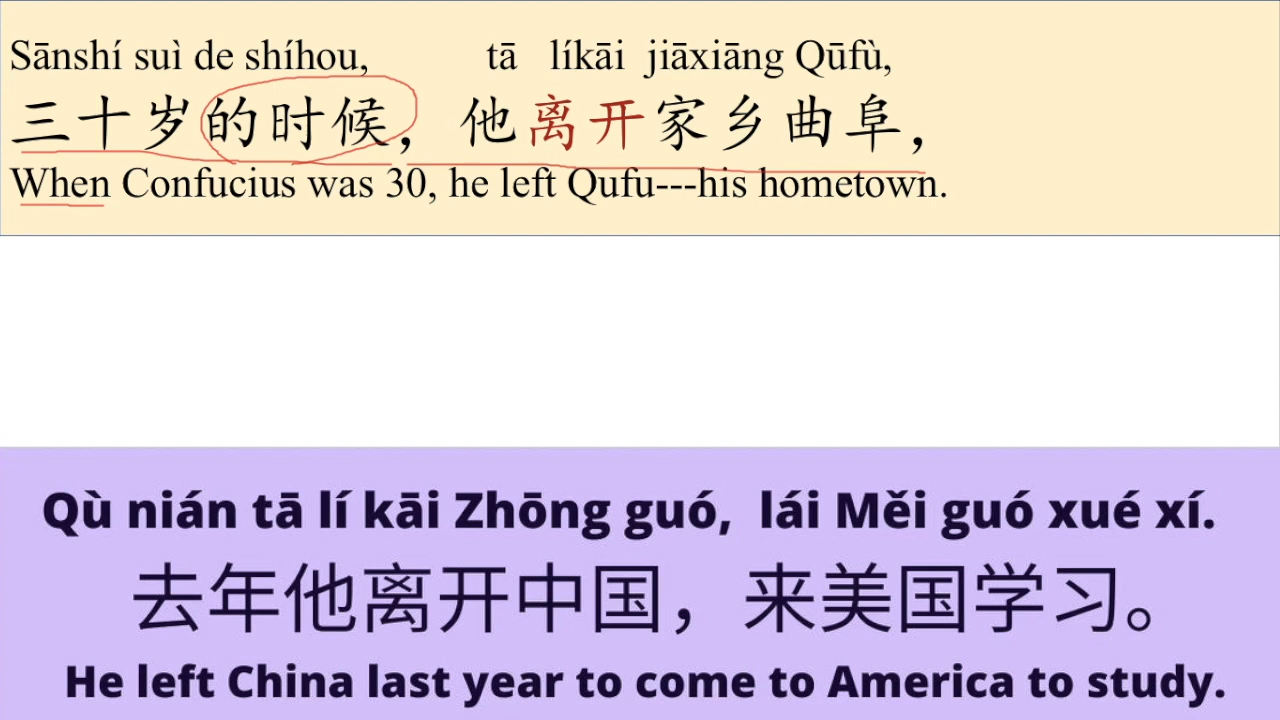 Sānshí suì de shíhou, tā líkāi jiāxiāng Qūfù,
三十岁的时候，他离开家乡曲阜，
When Confucius was 30, he left Qufu---his hometown.
Qù nián tā lí kāi Zhōng guó, lái Měi guó xué xí.
去年他离开中国，来美国学习。
He left China last year to come to America to study.